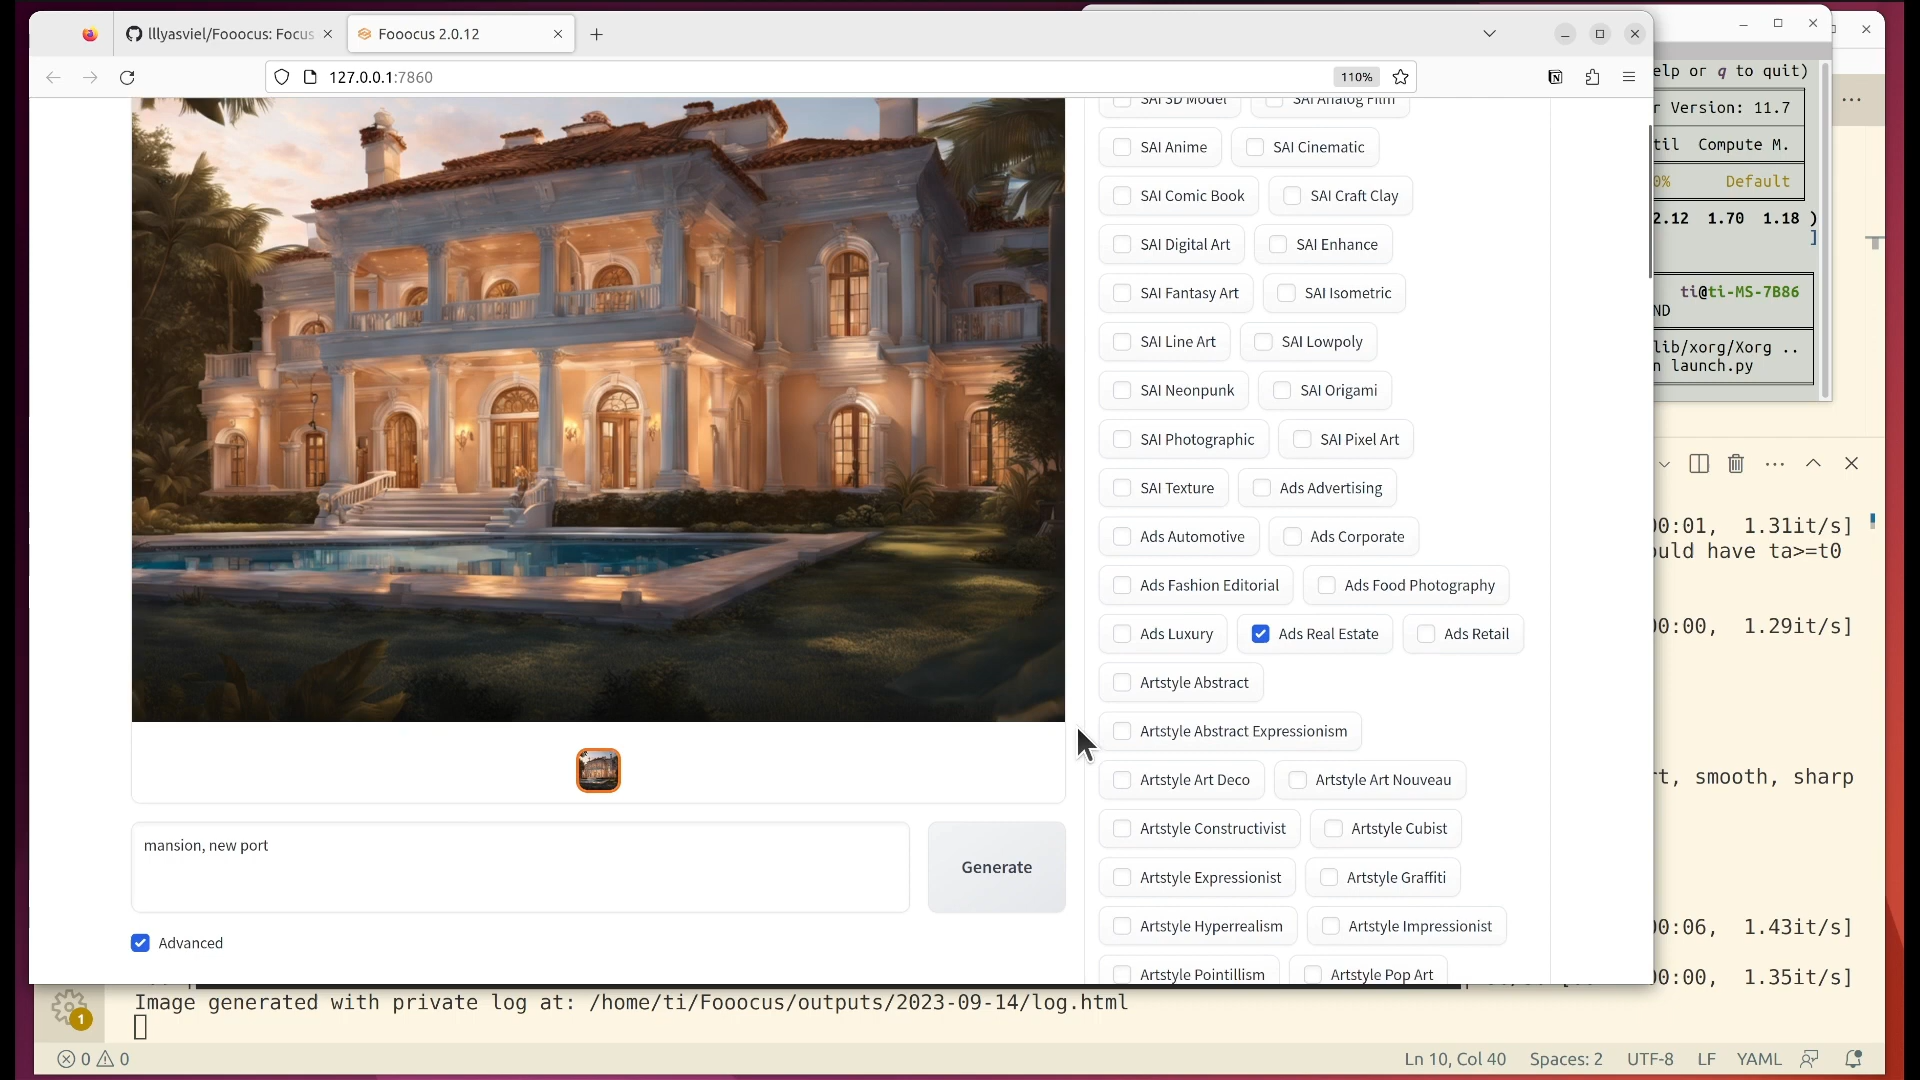 lllyasviel/Fooocus: Focus
Fooocus 2.0.12
127.0.0.1:7860
110%
SAI 3D Model
SAI Analog Film
SAI Anime
SAI Cinematic
SAI Comic Book
SAI Craft Clay
SAI Digital Art
SAI Enhance
SAI Fantasy Art
SAI Isometric
SAI Line Art
SAI Lowpoly
SAI Neonpunk
SAI Origami
SAI Photographic
SAI Pixel Art
SAI Texture
Ads Advertising
Ads Automotive
Ads Corporate
Ads Fashion Editorial
Ads Food Photography
Ads Luxury
Ads Real Estate
Ads Retail
Artstyle Abstract
Artstyle Abstract Expressionism
Artstyle Art Deco
Artstyle Art Nouveau
Artstyle Constructivist
Artstyle Cubist
Artstyle Expressionist
Artstyle Graffiti
Artstyle Hyperrealism
Artstyle Impressionist
Artstyle Pointillism
Artstyle Pop Art
mansion, new port
Generate
Advanced
elp or q to quit)
r Version: 11.7
til Compute M.
0% Default
2.12 1.70 1.18 )
]
ti@ti-MS-7B86
ND
lib/xorg/Xorg ..
n launch.py
00:01, 1.31it/s]
ould have ta>=t0
00:00, 1.29it/s]
rt, smooth, sharp
00:06, 1.43it/s]
00:00, 1.35it/s]
Image generated with private log at: /home/ti/Fooocus/outputs/2023-09-14/log.html
1
0 0
Ln 10, Col 40 Spaces: 2 UTF-8 LF YAML